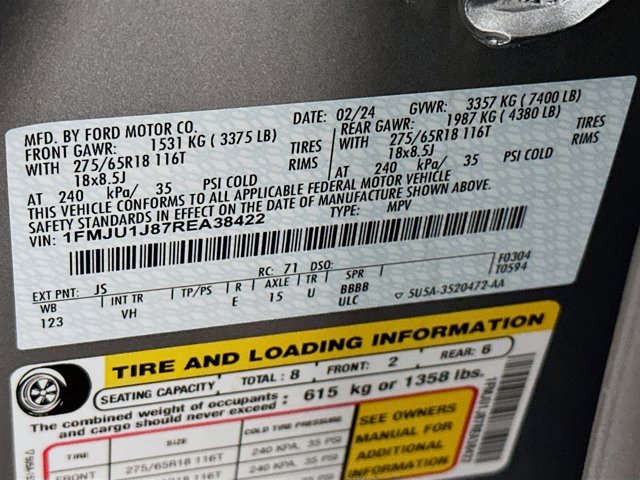 MFD. BY FORD MOTOR CO. DATE: 02/24 GVWR: 3357 KG ( 7400 LB)
FRONT GAWR: 1531 KG ( 3375 LB) REAR GAWR: 1987 KG ( 4380 LB)
WITH 275/65R18 116T TIRES WITH 275/65R18 116T TIRES
18x8.5J RIMS 18x8.5J RIMS
AT 240 kPa/ 35 PSI COLD AT 240 kPa/ 35 PSI COLD
THIS VEHICLE CONFORMS TO ALL APPLICABLE FEDERAL MOTOR VEHICLE
SAFETY STANDARDS IN EFFECT ON THE DATE OF MANUFACTURE SHOWN ABOVE.
VIN: 1FMJU1J87REA38422 TYPE: MPV
EXT PNT: JS RC: 71 DSO: F0304
WB INT TR TP/PS R AXLE TR SPR T0594
123 VH E 15 U BBBB
ULC ▽ 5U5A-3520472-AA
TIRE AND LOADING INFORMATION
SEATING CAPACITY TOTAL : 8 FRONT: 2 REAR: 6
The combined weight of occupants : 615 kg or 1358 lbs.
and cargo should never exceed
TIRE SIZE COLD TIRE PRESSURE
FRONT 275/65R18 116T 240 KPA, 35 PSI
275/65R18 116T 240 KPA, 35 PSI
SEE OWNERS
MANUAL FOR
ADDITIONAL
INFORMATION